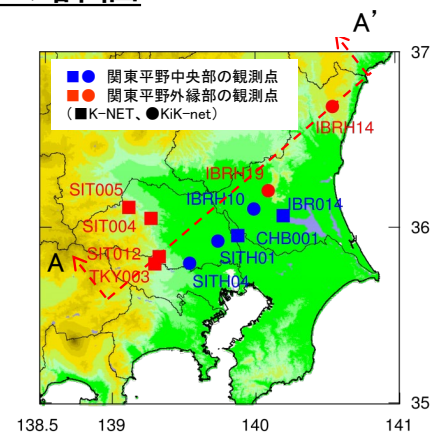 A'
37
■● 関東平野中央部の観測点
■● 関東平野外縁部の観測点
(■K-NET、●KiK-net)
IBRH14
IBRH19
SIT005
IBRH10
IBR014
SIT004
36
CHB001
SIT012
SITH01
A
TKY003
SITH04
35
138.5
139
140
141